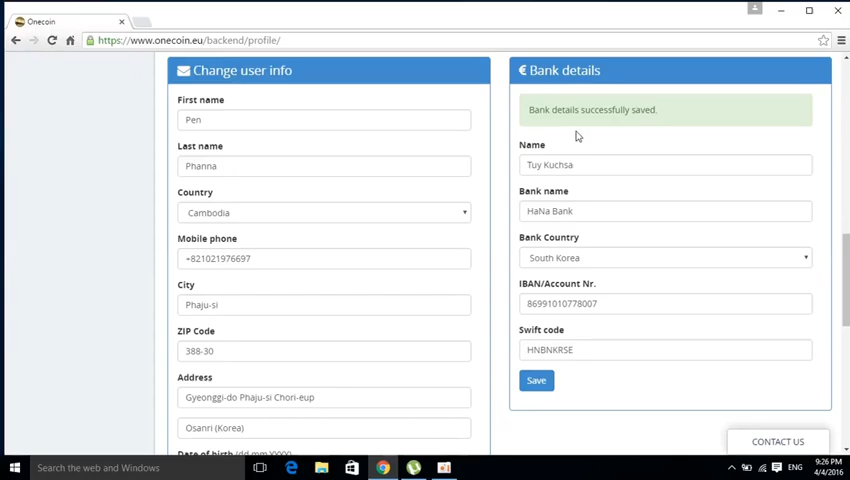 Onecoin
https://www.onecoin.eu/backend/profile/
Change user info
First name
Pen
Last name
Phanna
Country
Cambodia
Mobile phone
+821021976697
City
Phaju-si
ZIP Code
388-30
Address
Gyeonggi-do Phaju-si Chori-eup
Osanri (Korea)
Date of birth (dd.mm.YYYY)
€ Bank details
Bank details successfully saved.
Name
Tuy Kuchsa
Bank name
HaNa Bank
Bank Country
South Korea
IBAN/Account Nr.
86991010778007
Swift code
HNBNKRSE
Save
CONTACT US
Search the web and Windows
ENG
9:26 PM
4/4/2016